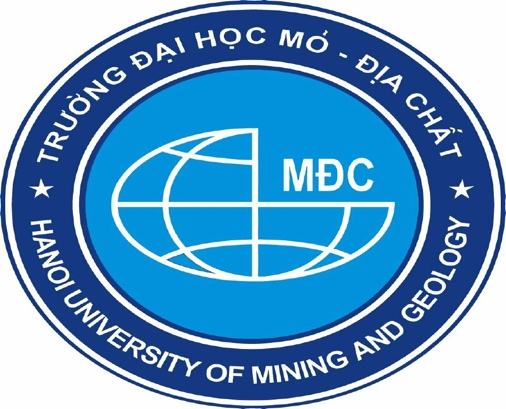 TRƯỜNG ĐẠI HỌC MỎ - ĐỊA CHẤT
MĐC
HANOI UNIVERSITY OF MINING AND GEOLOGY